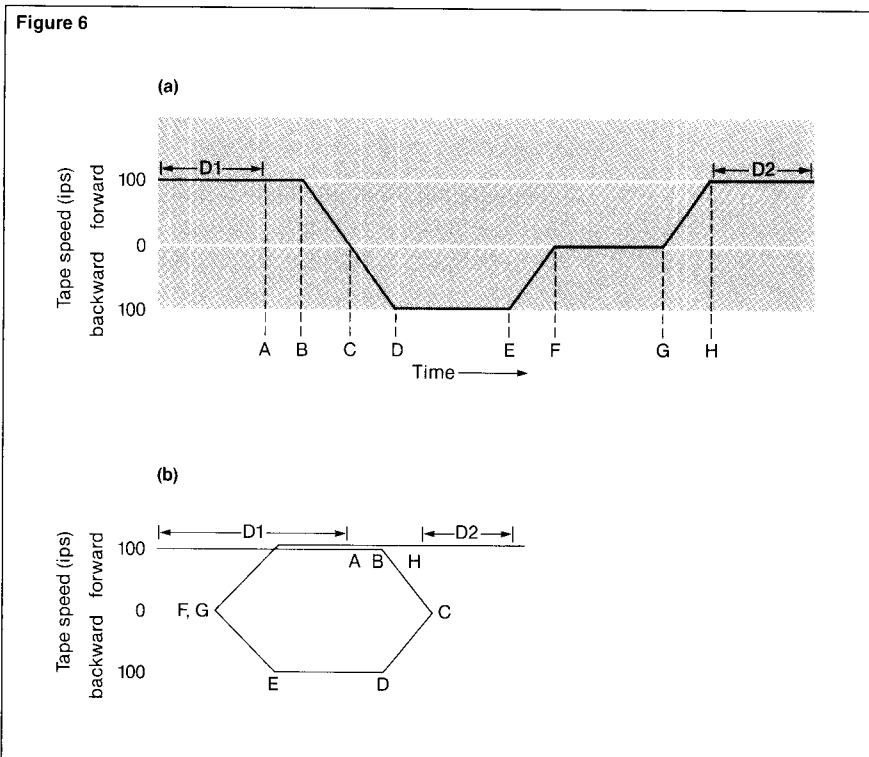 Figure 6
(a)
D1
D2
100
0
100
Tape speed (ips)
backward forward
A B C D E F G H
Time
(b)
D1
D2
100
0
100
Tape speed (ips)
backward forward
A B H
F, G
C
E
D